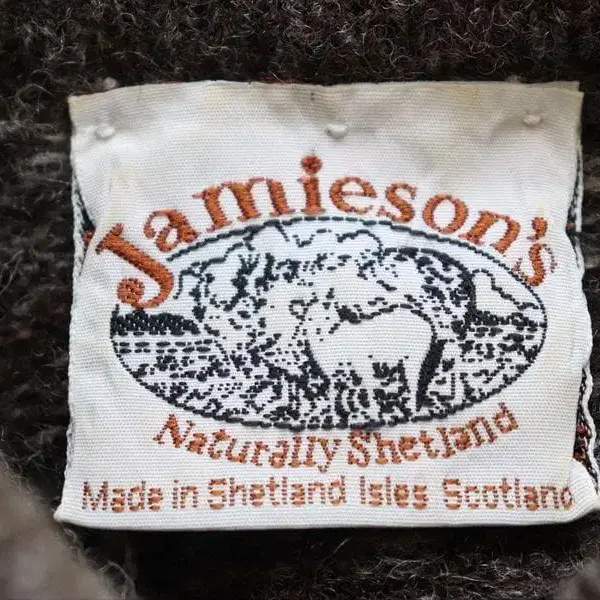 Jamieson's
Naturally Shetland
Made in Shetland Isles Scotland